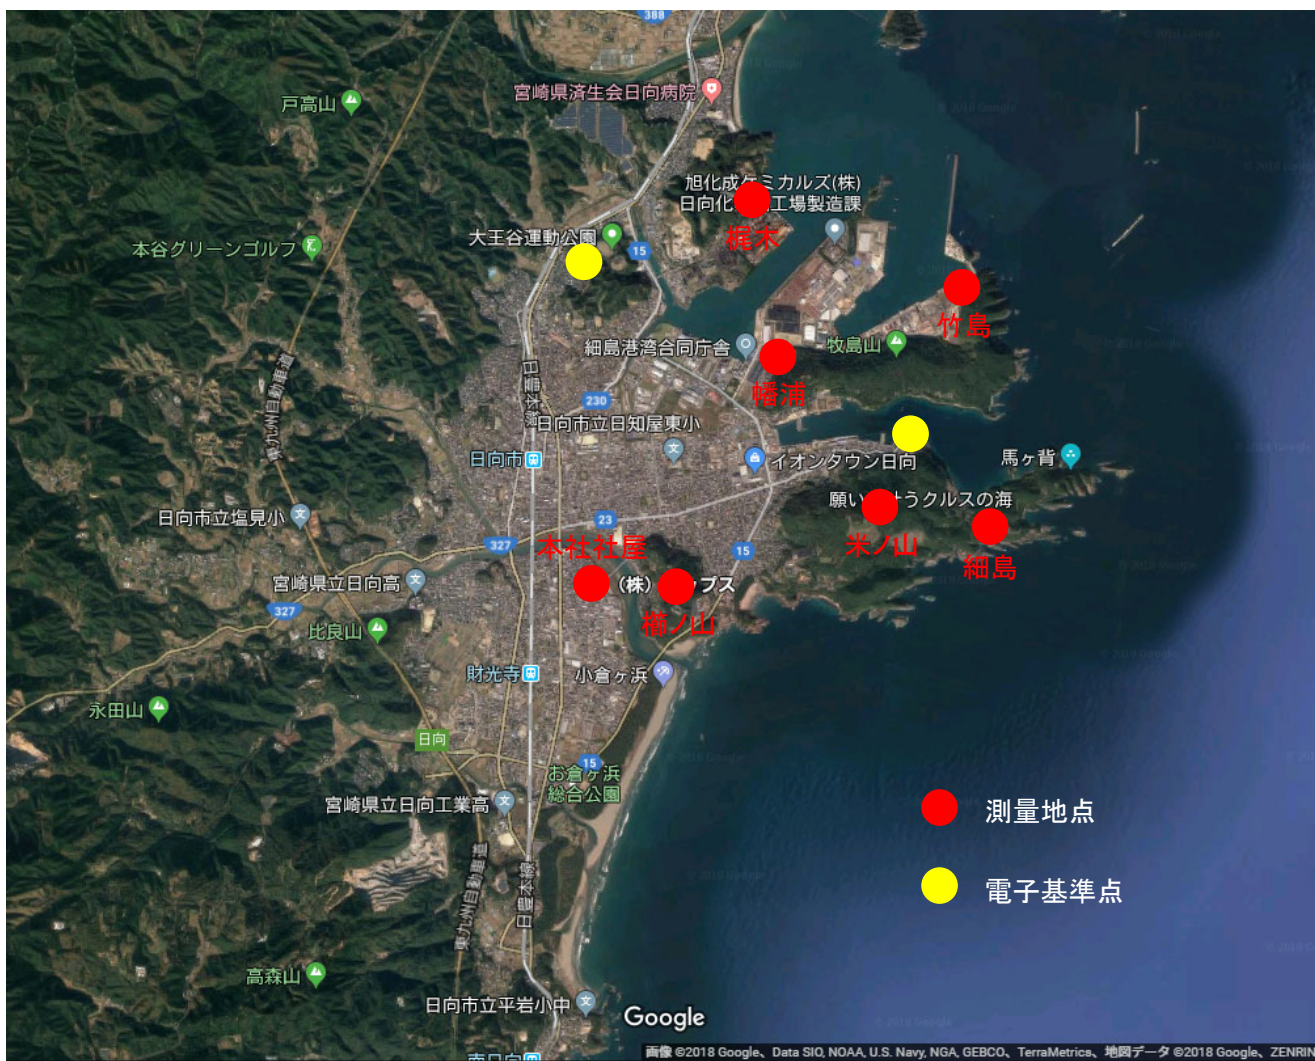 388
宮崎県済生会日向病院
戸高山
旭化成ケミカルズ(株)
日向化 工場製造課
梶木
大王谷運動公園
15
本谷グリーンゴルフ
竹島
細島港湾合同庁舎
牧島山
幡浦
東九州自動車道
230
日向市立日知屋東小
日向市
イオンタウン日向
馬ヶ背
願い 叶うクルスの海
日向市立塩見小
23
327
本社社屋
15
米ノ山
細島
宮崎県立日向高
(株) ップス
327
櫛ノ山
比良山
財光寺
小倉ヶ浜
永田山
日向
15
お倉ヶ浜
総合公園
宮崎県立日向工業高
測量地点
東九州自動車道
日豊本線
電子基準点
高森山
日向市立平岩小中
Google
南日向
画像 ©2018 Google、Data SIO, NOAA, U.S. Navy, NGA, GEBCO、TerraMetrics、地図データ ©2018 Google、ZENRIN